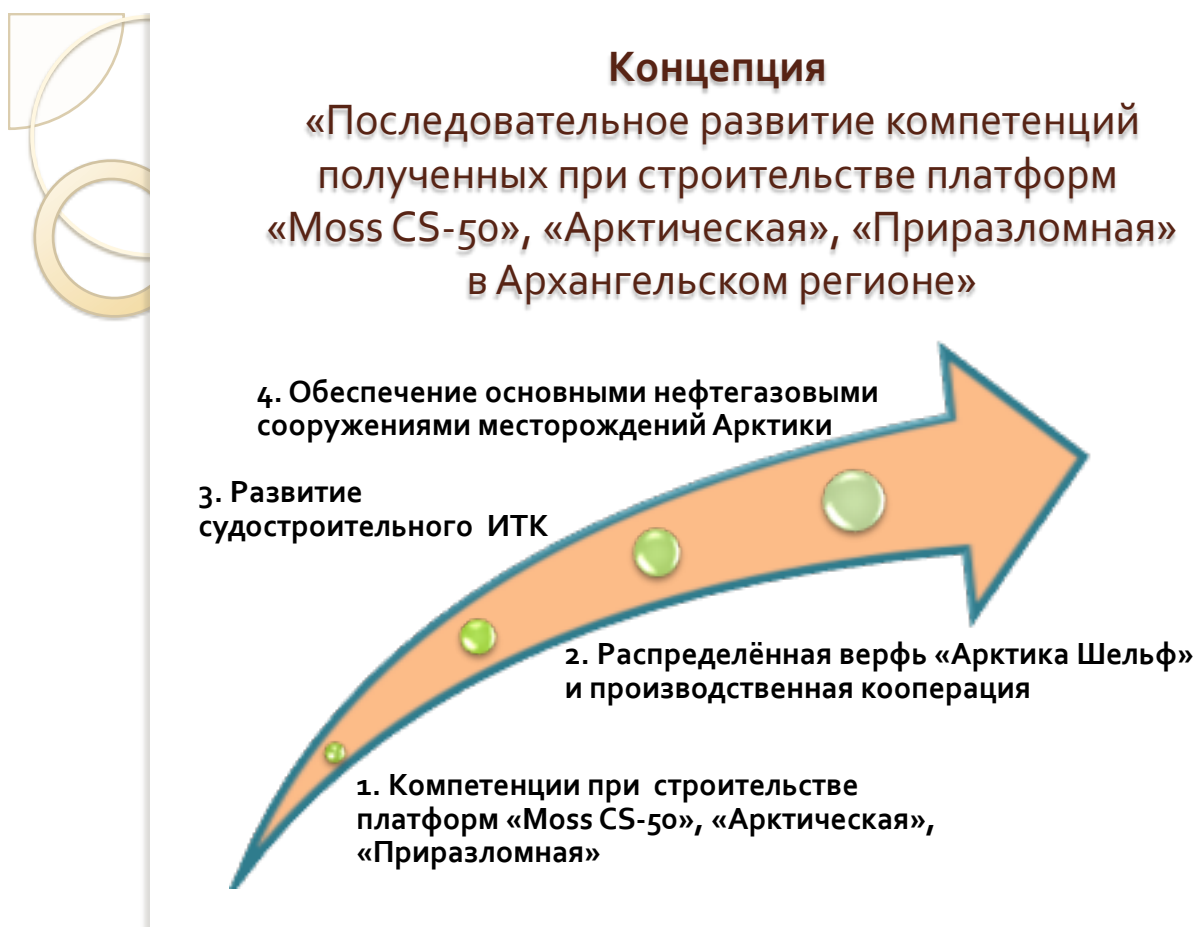 Концепция
«Последовательное развитие компетенций
полученных при строительстве платформ
«Moss CS-50», «Арктическая», «Приразломная»
в Архангельском регионе»
4. Обеспечение основными нефтегазовыми
сооружениями месторождений Арктики
3. Развитие
судостроительного ИТК
2. Распределённая верфь «Арктика Шельф»
и производственная кооперация
1. Компетенции при строительстве
платформ «Moss CS-50», «Арктическая»,
«Приразломная»